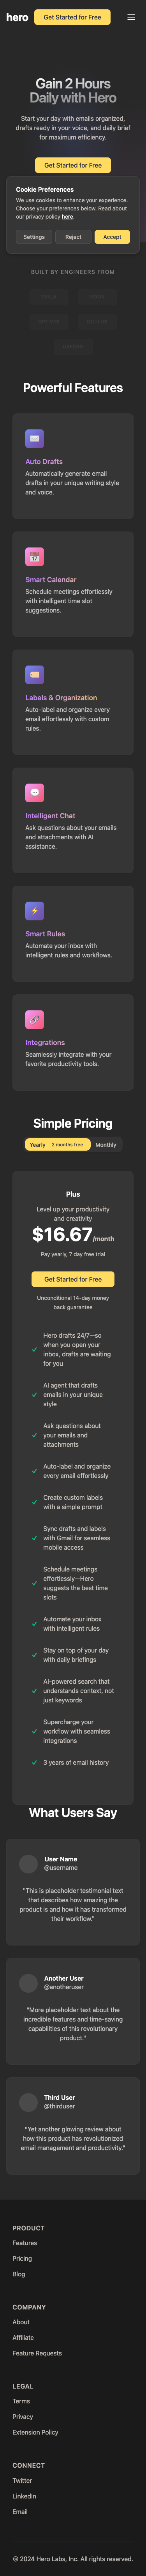 hero
Get Started for Free
Gain 2 Hours
Daily with Hero
Start your day with emails organized,
drafts ready in your voice, and daily brief
for maximum efficiency.
Get Started for Free
Cookie Preferences
We use cookies to enhance your experience.
Choose your preferences below. Read about
our privacy policy here.
Settings
Reject
Accept
BUILT BY ENGINEERS FROM
Powerful Features
Auto Drafts
Automatically generate email
drafts in your unique writing style
and voice.
Smart Calendar
Schedule meetings effortlessly
with intelligent time slot
suggestions.
Labels & Organization
Auto-label and organize every
email effortlessly with custom
rules.
Intelligent Chat
Ask questions about your emails
and attachments with AI
assistance.
Smart Rules
Automate your inbox with
intelligent rules and workflows.
Integrations
Seamlessly integrate with your
favorite productivity tools.
Simple Pricing
Yearly 2 months free Monthly
Plus
Level up your productivity
and creativity
$16.67/month
Pay yearly, 7 day free trial
Get Started for Free
Unconditional 14-day money
back guarantee
Hero drafts 24/7—so
when you open your
inbox, drafts are waiting
for you
AI agent that drafts
emails in your unique
style
Ask questions about
your emails and
attachments
Auto-label and organize
every email effortlessly
Create custom labels
with a simple prompt
Sync drafts and labels
with Gmail for seamless
mobile access
Schedule meetings
effortlessly—Hero
suggests the best time
slots
Automate your inbox
with intelligent rules
Stay on top of your day
with daily briefings
AI-powered search that
understands context, not
just keywords
Supercharge your
workflow with seamless
integrations
3 years of email history
What Users Say
User Name
@username
"This is placeholder testimonial text
that describes how amazing the
product is and how it has transformed
their workflow."
Another User
@anotheruser
"More placeholder text about the
incredible features and time-saving
capabilities of this revolutionary
product."
Third User
@thirduser
"Yet another glowing review about
how this product has revolutionized
email management and productivity."
PRODUCT
Features
Pricing
Blog
COMPANY
About
Affiliate
Feature Requests
LEGAL
Terms
Privacy
Extension Policy
CONNECT
Twitter
LinkedIn
Email
© 2024 Hero Labs, Inc. All rights reserved.